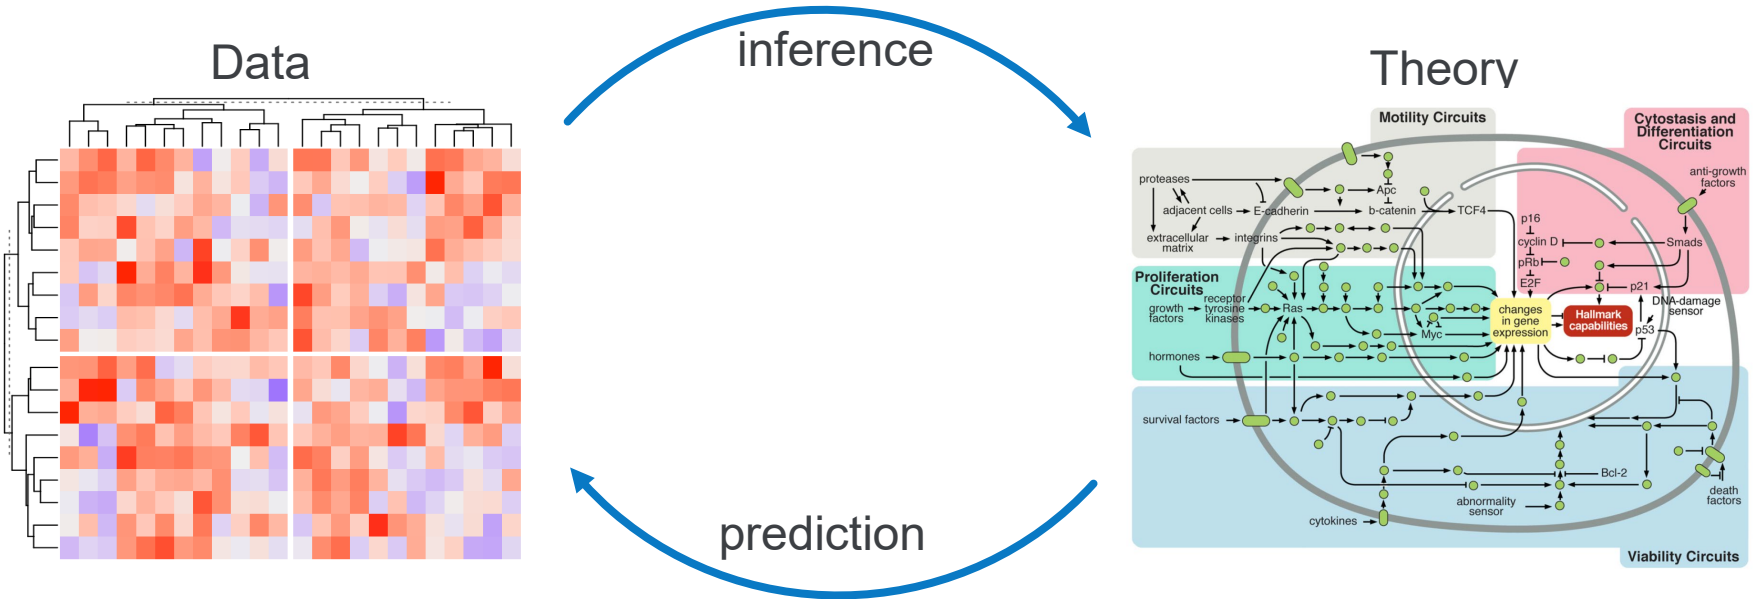 Data
inference
Theory
prediction
Motility Circuits
Cytostasis and
Differentiation
Circuits
proteases
Apc
anti-growth
factors
adjacent cells
E-cadherin
b-catenin
TCF4
p16
extracellular
matrix
integrins
cyclin D
Smads
pRb
E2F
p21
Proliferation
Circuits
growth
factors
receptor
tyrosine
kinases
Ras
Myc
changes
in gene
expression
Hallmark
capabilities
DNA-damage
sensor
p53
hormones
survival factors
Bcl-2
abnormality
sensor
death
factors
cytokines
Viability Circuits